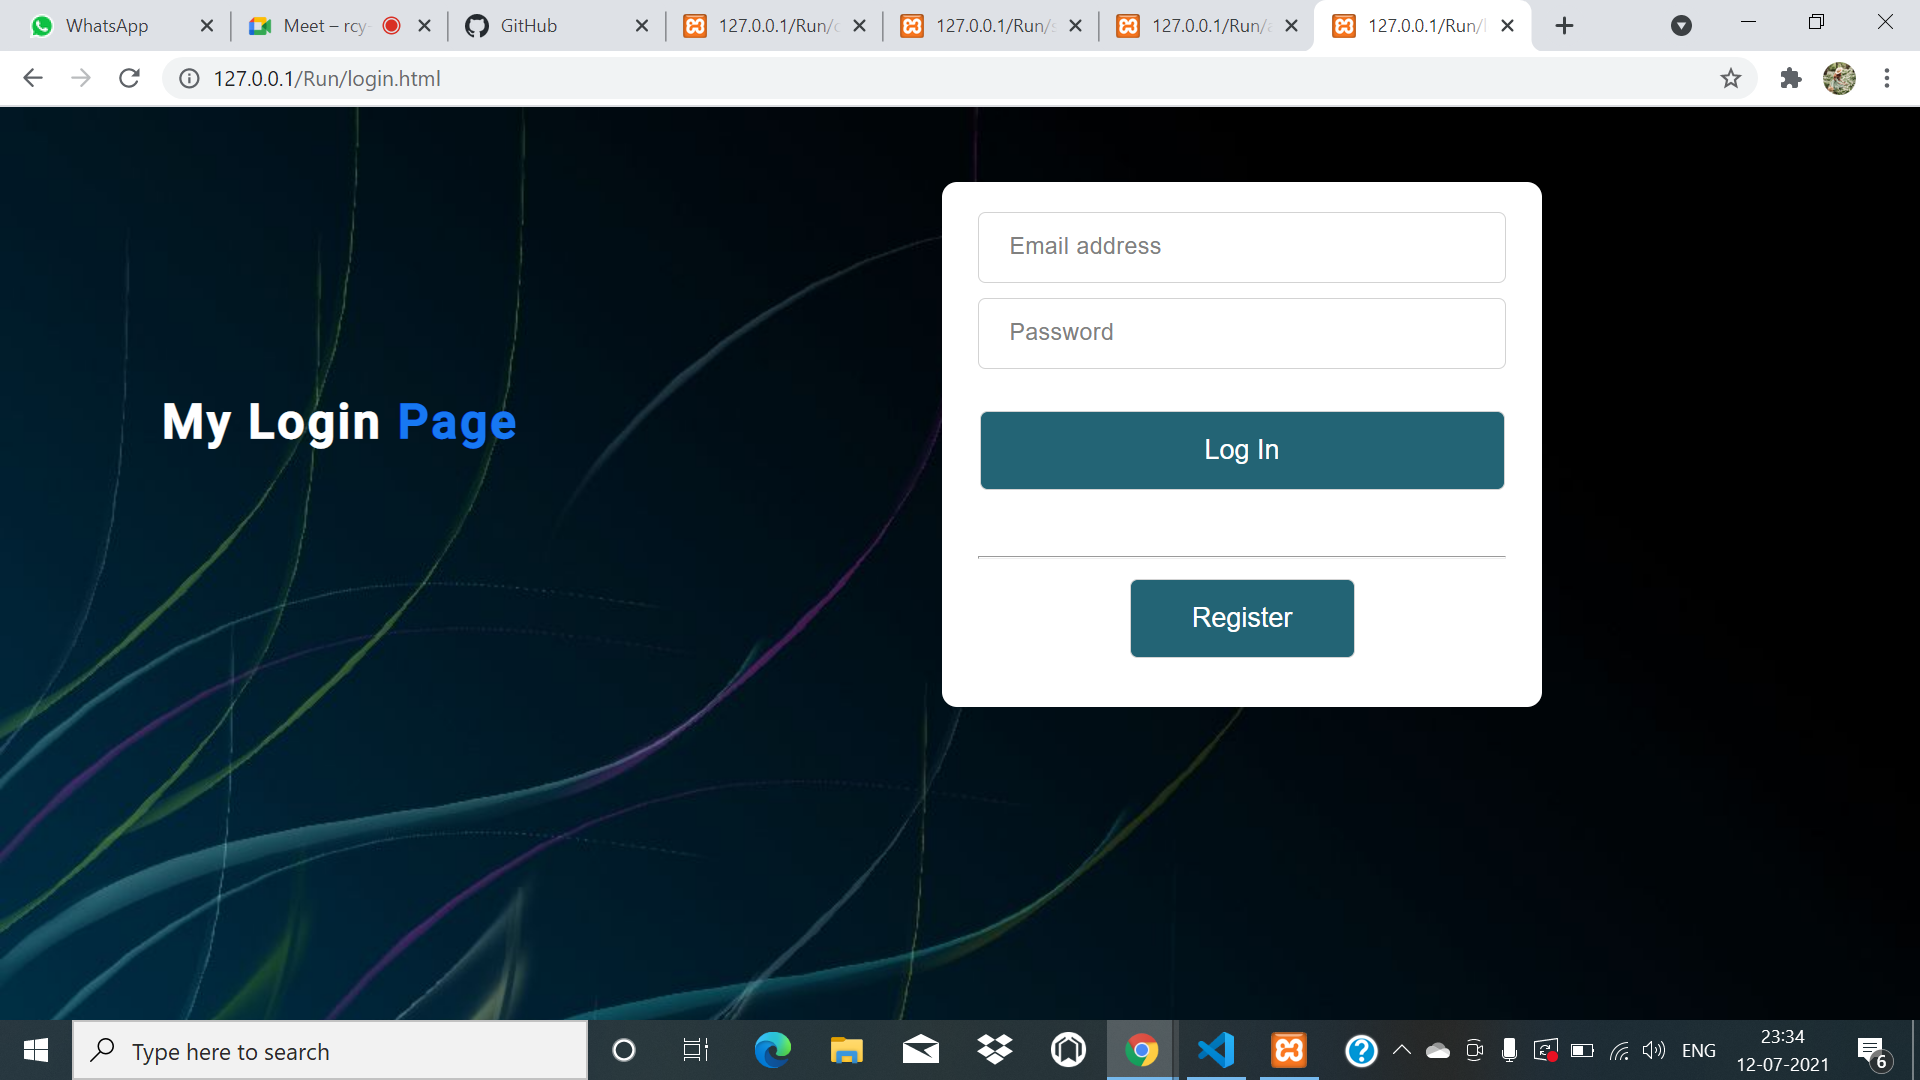 WhatsApp
Meet – rcy-
GitHub
127.0.0.1/Run/c
127.0.0.1/Run/s
127.0.0.1/Run/a
127.0.0.1/Run/l
127.0.0.1/Run/login.html
Email address
Password
My Login Page
Log In
Register
Type here to search
ENG
23:34
12-07-2021
6